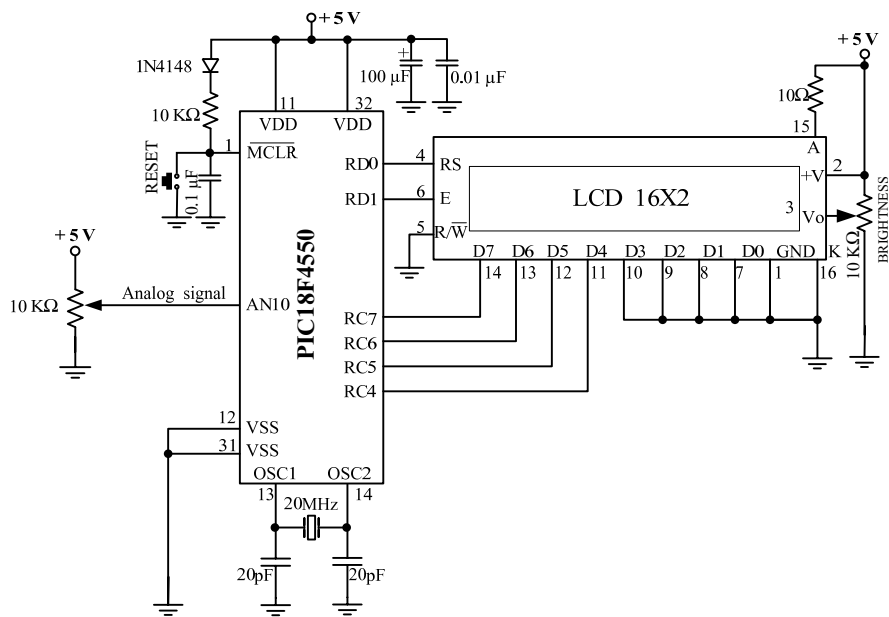 +5V
1N4148
10 KΩ
100 µF
+
0.01 µF
11
VDD
32
VDD
1
MCLR
RESET
0.1 µF
+5V
10 KΩ
Analog signal
AN10
PIC18F4550
RD0
RD1
RC7
RC6
RC5
RC4
12
VSS
31
VSS
OSC1
OSC2
13
14
20MHz
20pF
20pF
+5V
10Ω
15
A
4
RS
6
E
5
R/W
LCD 16X2
+V
2
3
Vo
10 KΩ
BRIGHTNESS
D7 D6 D5 D4 D3 D2 D1 D0 GND K
14 13 12 11 10 9 8 7 1 16